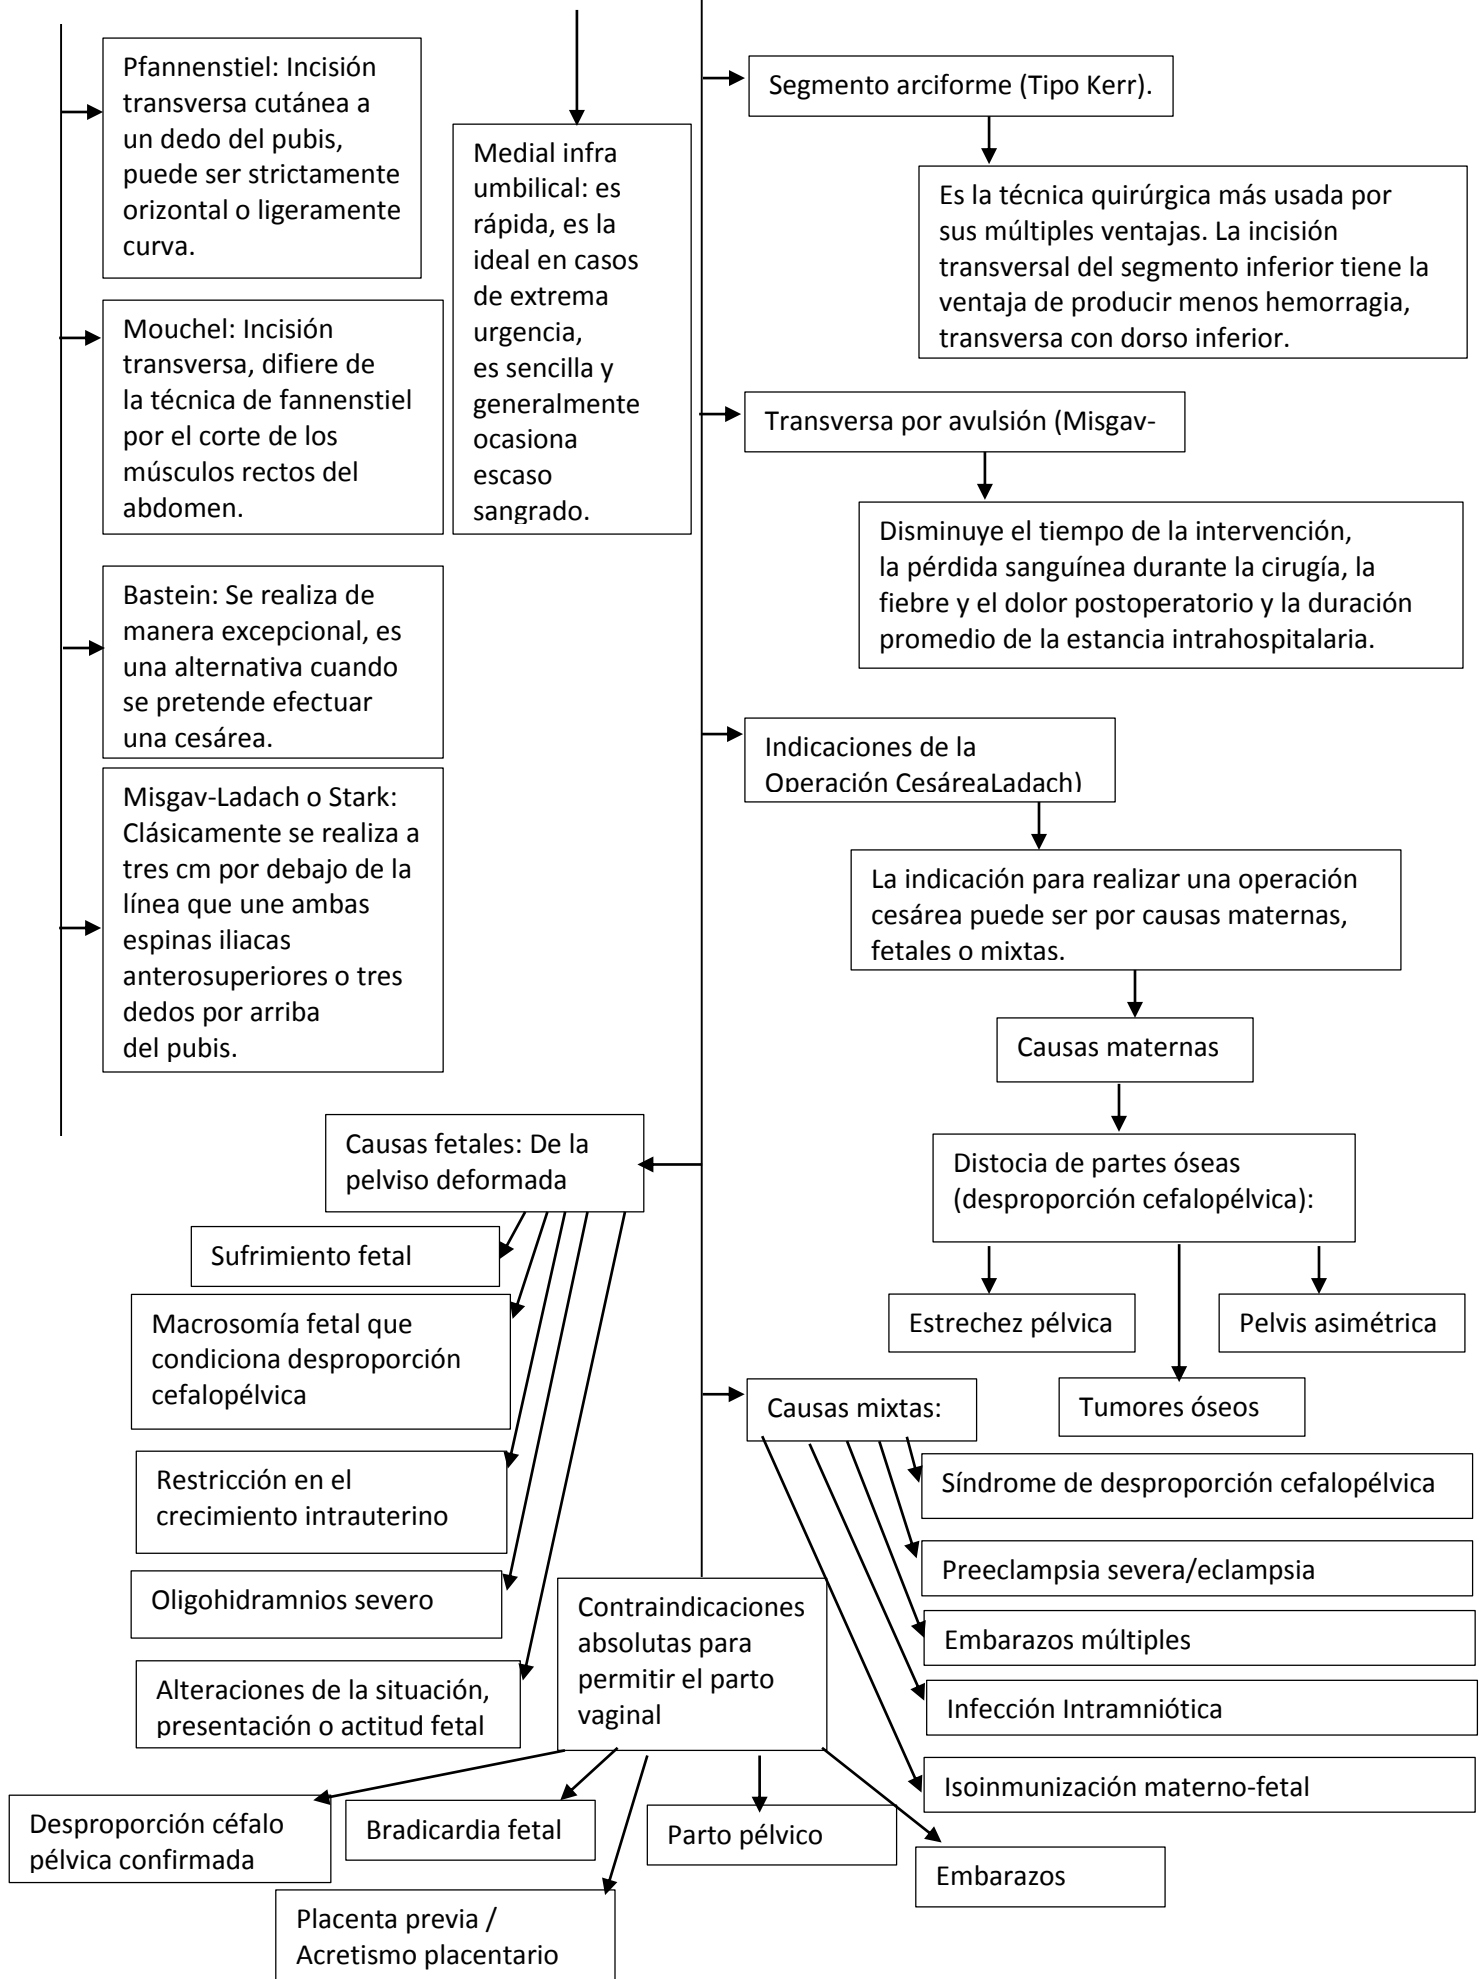 Pfannenstiel: Incisión
transversa cutánea a
un dedo del pubis,
puede ser strictamente
orizontal o ligeramente
curva.
Mouchel: Incisión
transversa, difiere de
la técnica de fannenstiel
por el corte de los
músculos rectos del
abdomen.
Bastein: Se realiza de
manera excepcional, es
una alternativa cuando
se pretende efectuar
una cesárea.
Misgav-Ladach o Stark:
Clásicamente se realiza a
tres cm por debajo de la
línea que une ambas
espinas iliacas
anterosuperiores o tres
dedos por arriba
del pubis.
Medial infra
umbilical: es
rápida, es la
ideal en casos
de extrema
urgencia,
es sencilla y
generalmente
ocasiona
escaso
sangrado.
Segmento arciforme (Tipo Kerr).
Es la técnica quirúrgica más usada por
sus múltiples ventajas. La incisión
transversal del segmento inferior tiene la
ventaja de producir menos hemorragia,
transversa con dorso inferior.
Transversa por avulsión (Misgav-
Disminuye el tiempo de la intervención,
la pérdida sanguínea durante la cirugía, la
fiebre y el dolor postoperatorio y la duración
promedio de la estancia intrahospitalaria.
Indicaciones de la
Operación CesáreaLadach)
La indicación para realizar una operación
cesárea puede ser por causas maternas,
fetales o mixtas.
Causas maternas
Distocia de partes óseas
(desproporción cefalopélvica):
Estrechez pélvica
Pelvis asimétrica
Tumores óseos
Causas fetales: De la
pelviso deformada
Sufrimiento fetal
Macrosomía fetal que
condiciona desproporción
cefalopélvica
Restricción en el
crecimiento intrauterino
Oligohidramnios severo
Alteraciones de la situación,
presentación o actitud fetal
Causas mixtas:
Síndrome de desproporción cefalopélvica
Preeclampsia severa/eclampsia
Embarazos múltiples
Infección Intramniótica
Isoinmunización materno-fetal
Contraindicaciones
absolutas para
permitir el parto
vaginal
Desproporción céfalo
pélvica confirmada
Bradicardia fetal
Parto pélvico
Embarazos
Placenta previa /
Acretismo placentario